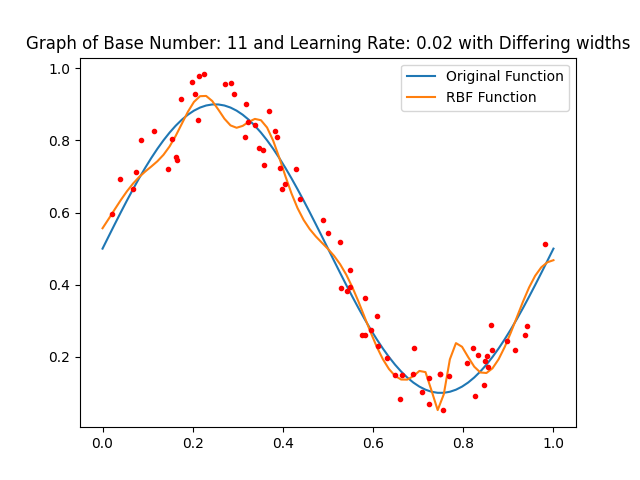 Graph of Base Number: 11 and Learning Rate: 0.02 with Differing widths
Original Function
RBF Function
1.0
0.8
0.6
0.4
0.2
0.0 0.2 0.4 0.6 0.8 1.0